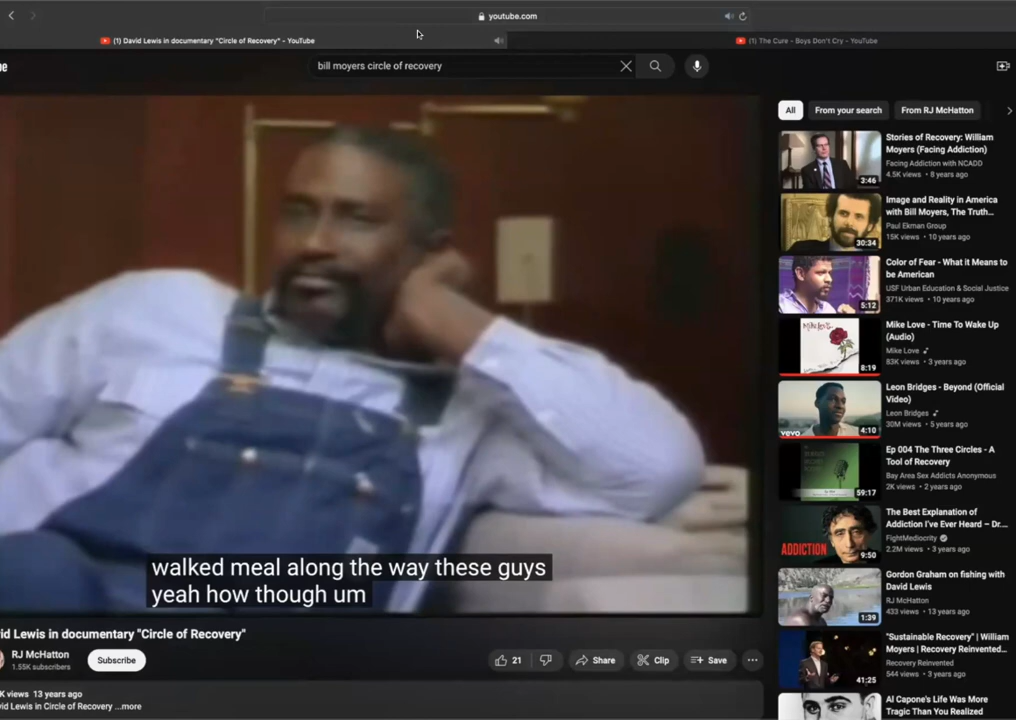 youtube.com
(1) David Lewis in documentary "Circle of Recovery" - YouTube
(1) The Cure - Boys Don't Cry - YouTube
be
bill moyers circle of recovery
All
From your search
From RJ McHatton
Stories of Recovery: William
Moyers (Facing Addiction)
Facing Addiction with NCADD
4.5K views • 8 years ago
3:46
Image and Reality in America
with Bill Moyers, The Truth...
Paul Ekman Group
15K views • 10 years ago
30:34
Color of Fear - What it Means to
be American
USF Urban Education & Social Justice
371K views • 10 years ago
5:12
Mike Love - Time To Wake Up
(Audio)
Mike Love
83K views • 3 years ago
8:19
Leon Bridges - Beyond (Official
Video)
Leon Bridges
30M views • 5 years ago
vevo
4:10
Ep 004 The Three Circles - A
Tool of Recovery
Bay Area Sex Addicts Anonymous
2K views • 2 years ago
59:17
The Best Explanation of
Addiction I've Ever Heard – Dr....
FightMediocrity
2.2M views • 3 years ago
ADDICTION
9:50
Gordon Graham on fishing with
David Lewis
RJ McHatton
433 views • 13 years ago
1:39
"Sustainable Recovery" | William
Moyers | Recovery Reinvented...
Recovery Reinvented
544 views • 3 years ago
41:25
Al Capone's Life Was More
Tragic Than You Realized
walked meal along the way these guys
yeah how though um
id Lewis in documentary "Circle of Recovery"
RJ McHatton
1.55K subscribers
Subscribe
21
Share
Clip
Save
K views 13 years ago
vid Lewis in Circle of Recovery ...more